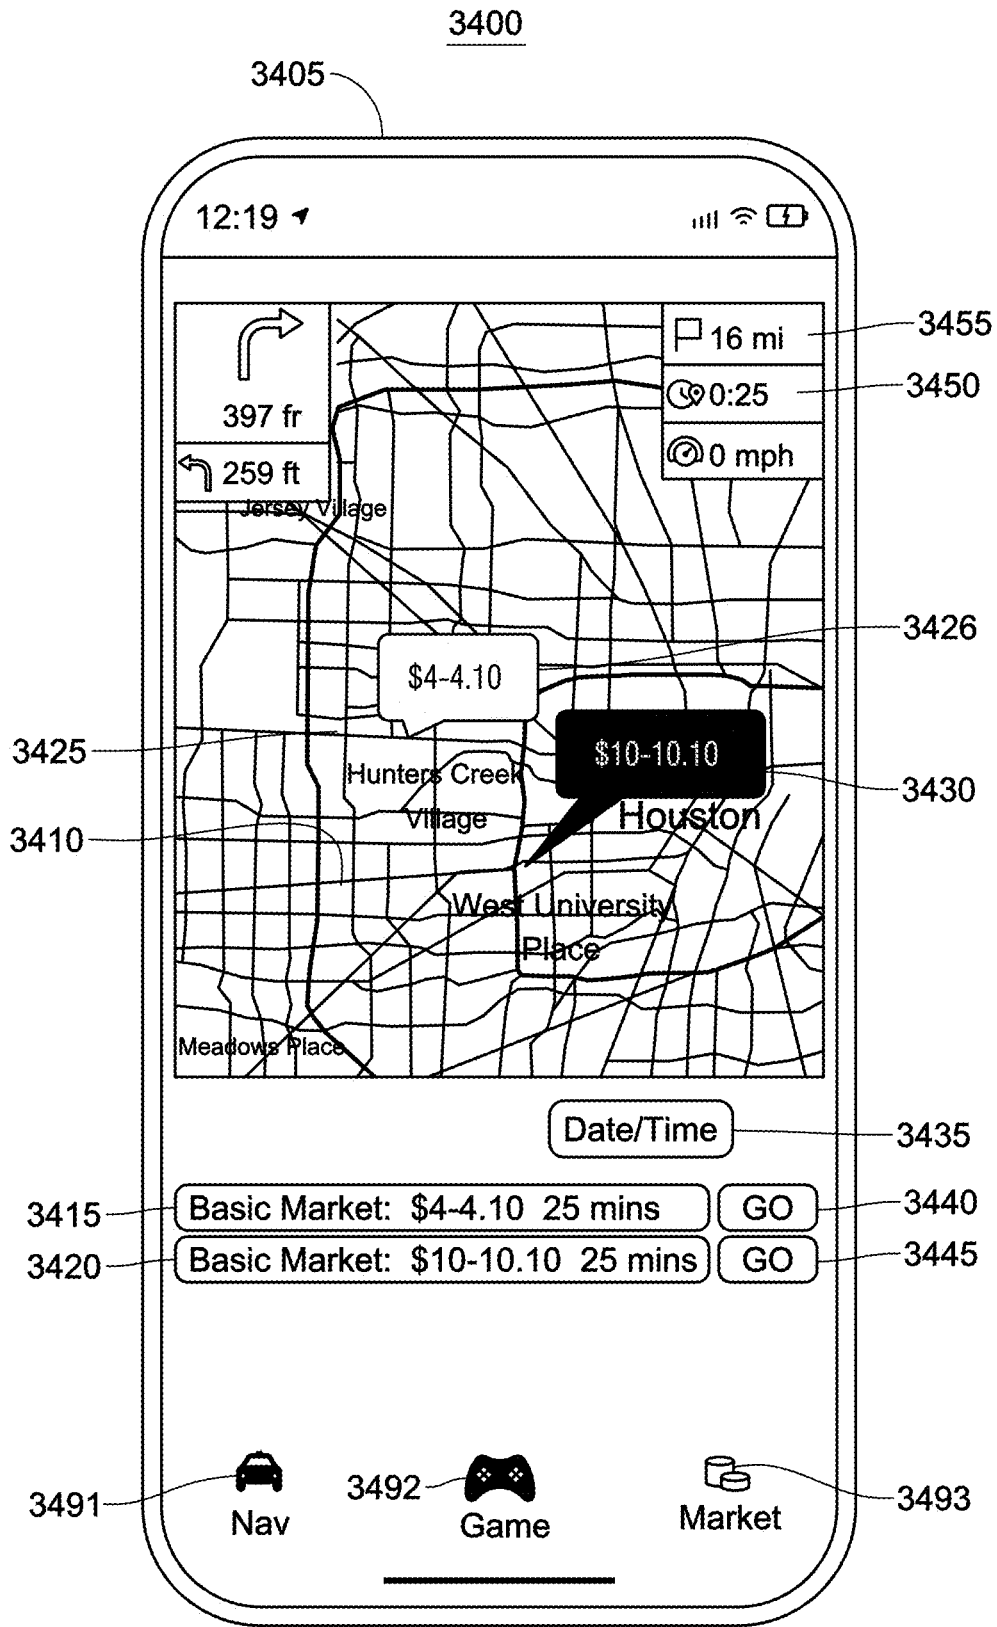 3400
3405
12:19
397 fr
259 ft
16 mi
3455
0:25
3450
0 mph
Jersey Village
3426
$4-4.10
3425
$10-10.10
Hunters Creek
3430
Village
Houston
3410
West University
Place
Meadows Place
Date/Time
3435
3415
Basic Market: $4-4.10 25 mins
GO
3440
3420
Basic Market: $10-10.10 25 mins
GO
3445
3491
3492
3493
Nav
Game
Market